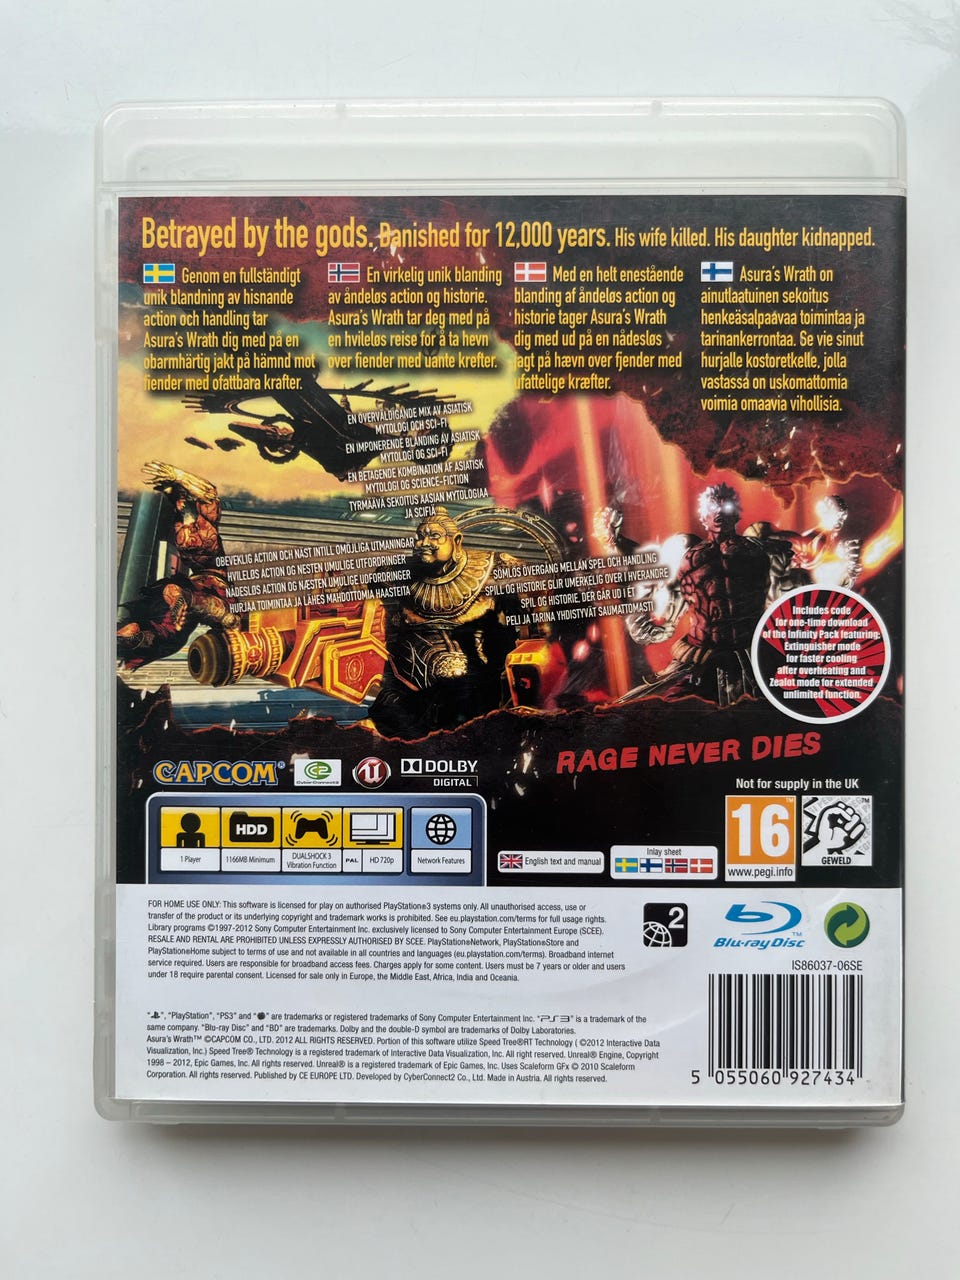 Betrayed by the gods. Banished for 12,000 years. His wife killed. His daughter kidnapped.
Genom en fullständigt
unik blandning av hisnande
action och handling tar
Asura's Wrath dig med på en
obarmhärtig jakt på hämnd mot
fiender med ofattbara krafter.
En virkelig unik blanding
av åndeløs action og historie.
Asura's Wrath tar deg med på
en hvileløs reise for å ta hevn
over fiender med uante krefter.
Med en helt enestående
blanding af åndeløs action og
historie tager Asura's Wrath
dig med ud på en nådesløs
jagt på hævn over fjender med
ufattelige kræfter.
Asura's Wrath on
ainutlaatuinen sekoitus
henkeäsalpaavaa toimintaa ja
tarinankerrontaa. Se vie sinut
hurjalle kostoretkelle, jolla
vastassa on uskomattomia
voimia omaavia vihollisia.
EN ÖVERVÄLDIGANDE MIX AV ASIATISK
MYTOLOGI OCH SCI-FI
EN IMPONERENDE BLANDING AV ASIATISK
MYTOLOGI OG SCI-FI
EN BETAGENDE KOMBINATION AF ASIATISK
MYTOLOGI OG SCIENCE-FICTION
TYRMÄÄVÄ SEKOITUS AASIAN MYTOLOGIAA
JA SCIFIÄ
OBEVEKLIG ACTION OCH NÄST INTILL OMÖJLIGA UTMANINGAR
HVILELØS ACTION OG NESTEN UMULIGE UTFORDRINGER
NÅDESLØS ACTION OG NÆSTEN UMULIGE UDFORDRINGER
HURJAA TOIMINTAA JA LÄHES MAHDOTTOMIA HAASTEITA
SÖMLÖS ÖVERGÅNG MELLAN SPEL OCH HANDLING
SPILL OG HISTORIE GLIR UMERKELIG OVER I HVERANDRE
SPIL OG HISTORIE, DER GÅR UD I ET
PELI JA TARINA YHDISTYVÄT SAUMATTOMASTI
Includes code
for one-time download
of the Infinity Pack featuring:
Extinguisher mode
for faster cooling
after overheating and
Zealot mode for extended
unlimited function.
RAGE NEVER DIES
CAPCOM®
CyberConnect2
DOLBY
DIGITAL
Not for supply in the UK
HDD
1 Player
1166MB Minimum
DUALSHOCK 3
Vibration Function
PAL
HD 720p
Network Features
English text and manual
Inlay sheet
16
www.pegi.info
GEWELD
FOR HOME USE ONLY: This software is licensed for play on authorised PlayStation®3 systems only. All unauthorised access, use or
transfer of the product or its underlying copyright and trademark works is prohibited. See eu.playstation.com/terms for full usage rights.
Library programs ©1997-2012 Sony Computer Entertainment Inc. exclusively licensed to Sony Computer Entertainment Europe (SCEE).
RESALE AND RENTAL ARE PROHIBITED UNLESS EXPRESSLY AUTHORISED BY SCEE. PlayStation®Network, PlayStation®Store and
PlayStation®Home subject to terms of use and not available in all countries and languages (eu.playstation.com/terms). Broadband internet
service required. Users are responsible for broadband access fees. Charges apply for some content. Users must be 7 years or older and users
under 18 require parental consent. Licensed for sale only in Europe, the Middle East, Africa, India and Oceania.
2
Blu-ray Disc™
IS86037-06SE
" ", "PlayStation", "PS3" and " " are trademarks or registered trademarks of Sony Computer Entertainment Inc. "PS3" is a trademark of the
same company. "Blu-ray Disc" and "BD" are trademarks. Dolby and the double-D symbol are trademarks of Dolby Laboratories.
Asura's Wrath™ ©CAPCOM CO., LTD. 2012 ALL RIGHTS RESERVED. Portion of this software utilize Speed Tree®RT Technology ( ©2012 Interactive Data
Visualization, Inc.) Speed Tree® Technology is a registered trademark of Interactive Data Visualization, Inc. All right reserved. Unreal® Engine, Copyright
1998 – 2012, Epic Games, Inc. All rights reserved. Unreal® is a registered trademark of Epic Games, Inc. Uses Scaleform GFx © 2010 Scaleform
Corporation. All rights reserved. Published by CE EUROPE LTD. Developed by CyberConnect2 Co., Ltd. Made in Austria. All rights reserved.
5 055060 927434